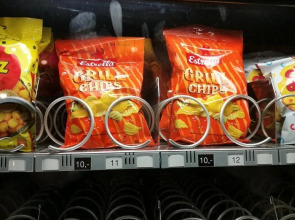 Estrella
GRILL
CHIPS
Estrella
GRILL
CHIPS
Z
10,-
11
10,-
12